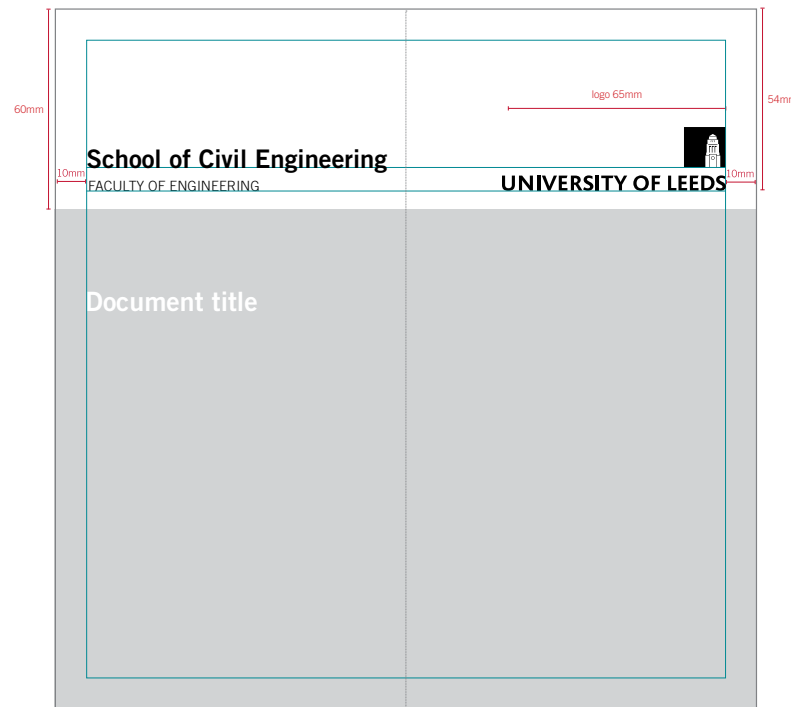 logo 65mm
60mm
54mm
School of Civil Engineering
10mm
FACULTY OF ENGINEERING
UNIVERSITY OF LEEDS
10mm
Document title